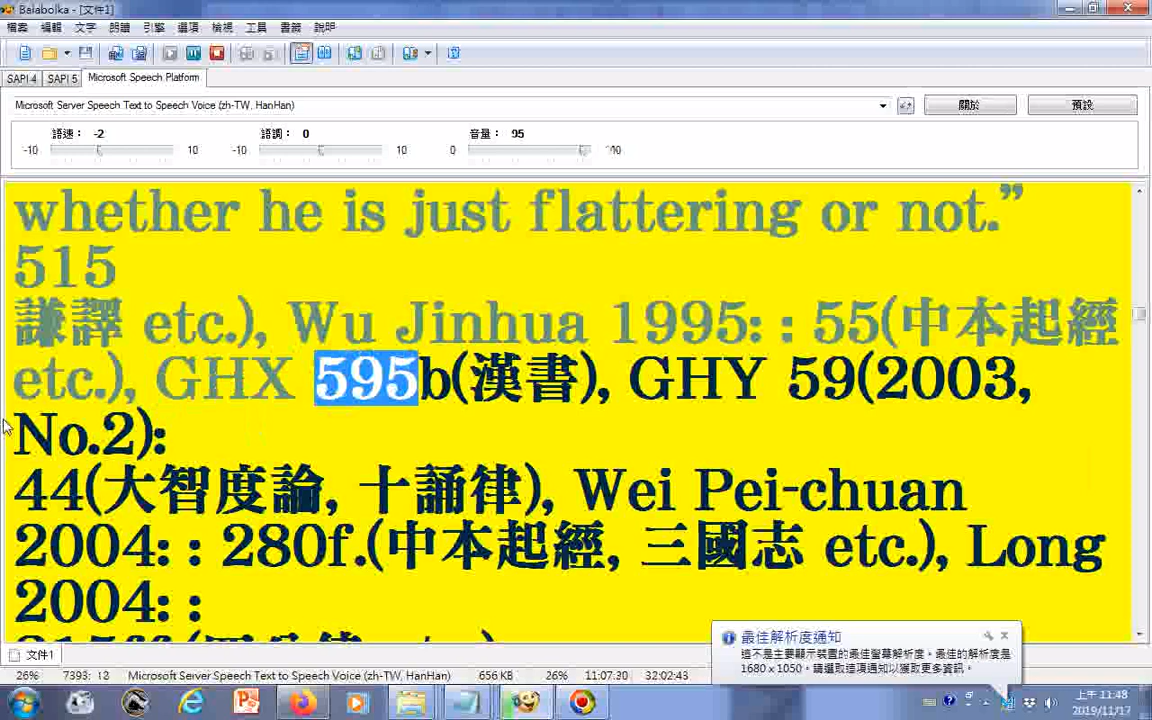 Balabolka - [文件1]
檔案 編輯 文字 朗讀 引擎 選項 檢視 工具 書籤 說明
SAPI 4 SAPI 5 Microsoft Speech Platform
Microsoft Server Speech Text to Speech Voice (zh-TW, HanHan) 關於 預設
語速： -2 語調： 0 音量： 95
-10 10 -10 10 0
whether he is just flattering or not.”
515
謙譯 etc.), Wu Jinhua 1995: : 55(中本起經
etc.), GHX 595b(漢書), GHY 59(2003,
No.2):
44(大智度論, 十誦律), Wei Pei-chuan
2004: : 280f.(中本起經, 三國志 etc.), Long
2004: :
最佳解析度通知
這不是主要顯示裝置的最佳螢幕解析度。最佳的解析度是
1680 x 1050。請選取這項通知以獲取更多資訊。
文件1
26% 7393: 13 Microsoft Server Speech Text to Speech Voice (zh-TW, HanHan) 656 KB 26% 11:07:30 32:02:43
上午 11:48
2019/11/17